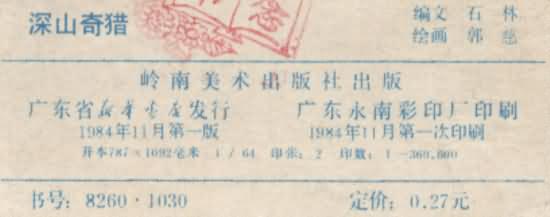 深山奇猎
编文 石 林
绘画 郭 慈
岭南美术出版社出版
广东省新华书店发行 广东永南彩印厂印刷
1984年11月第一版 1984年11月第一次印刷
开本787×1092毫米 1/64 印张：2 印数：1—360,600
书号：8260·1030 定价：0.27元